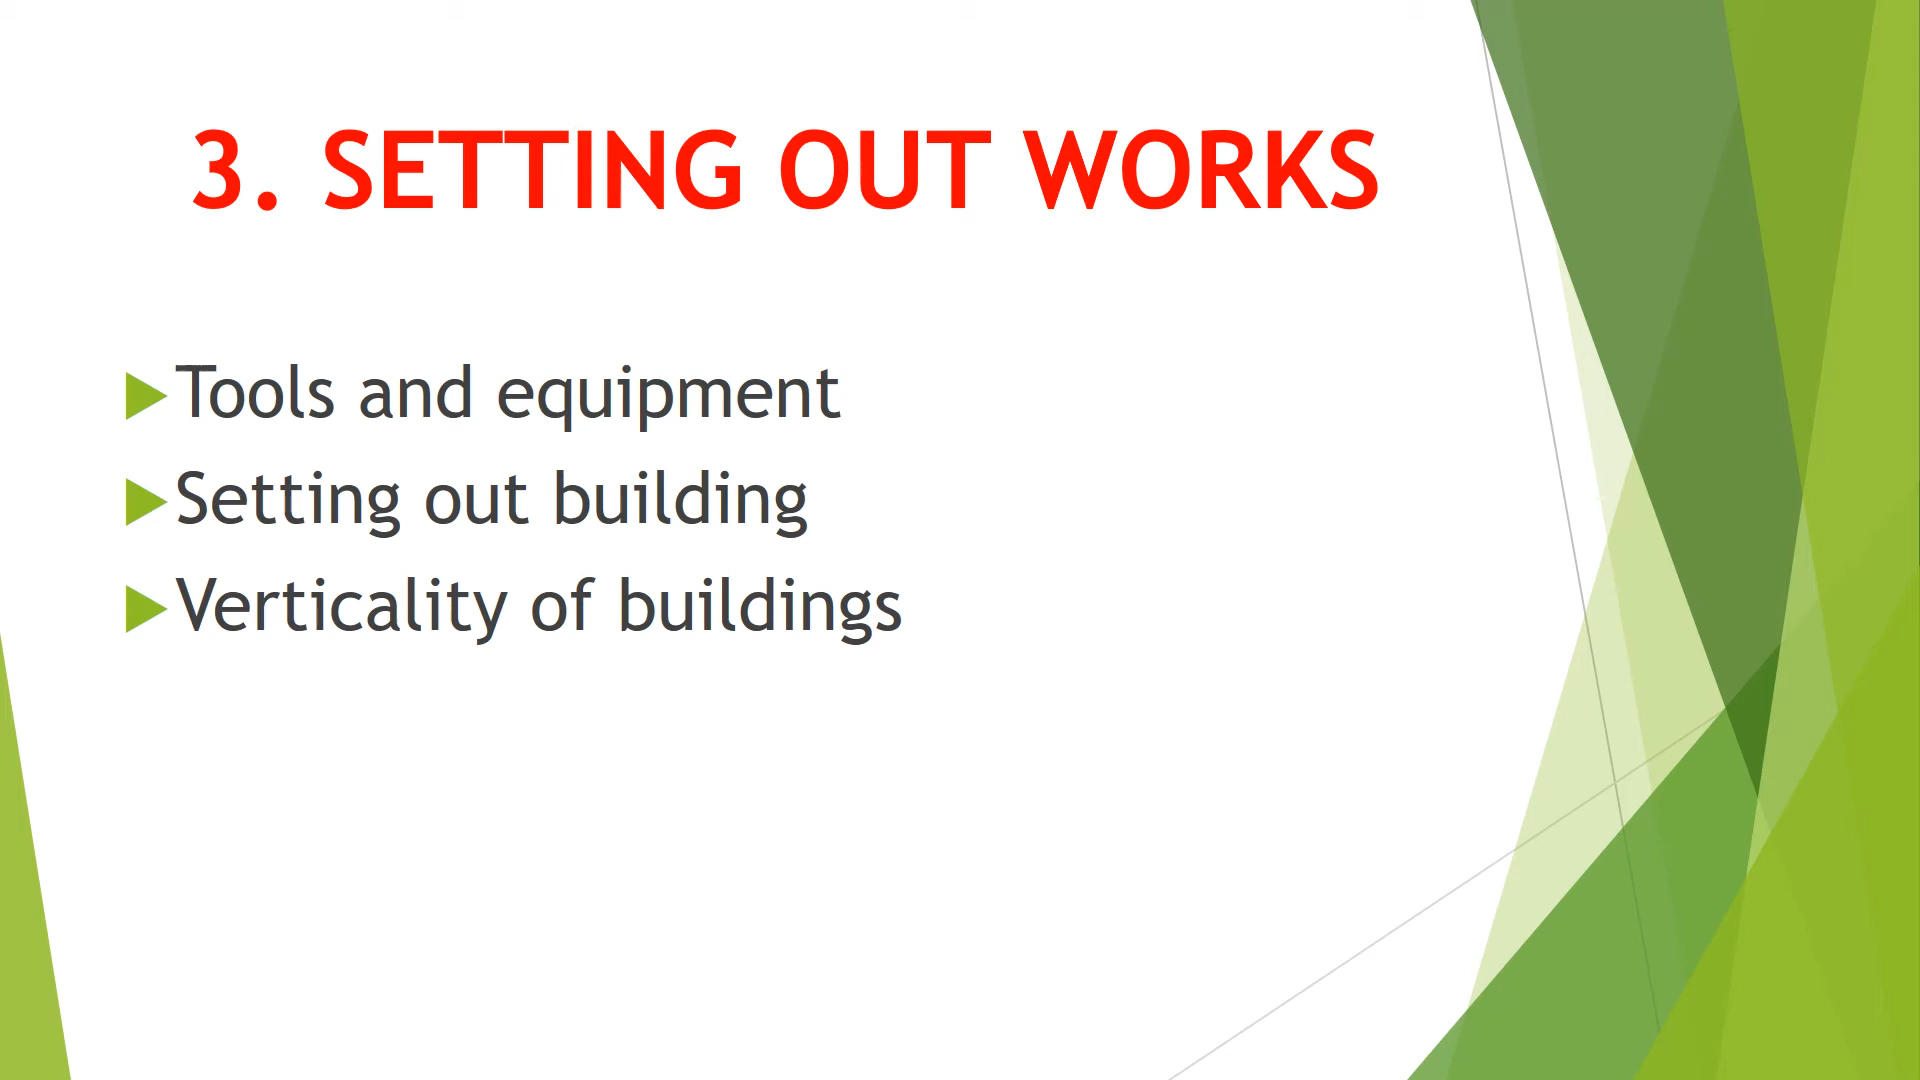 3. SETTING OUT WORKS
Tools and equipment
Setting out building
Verticality of buildings